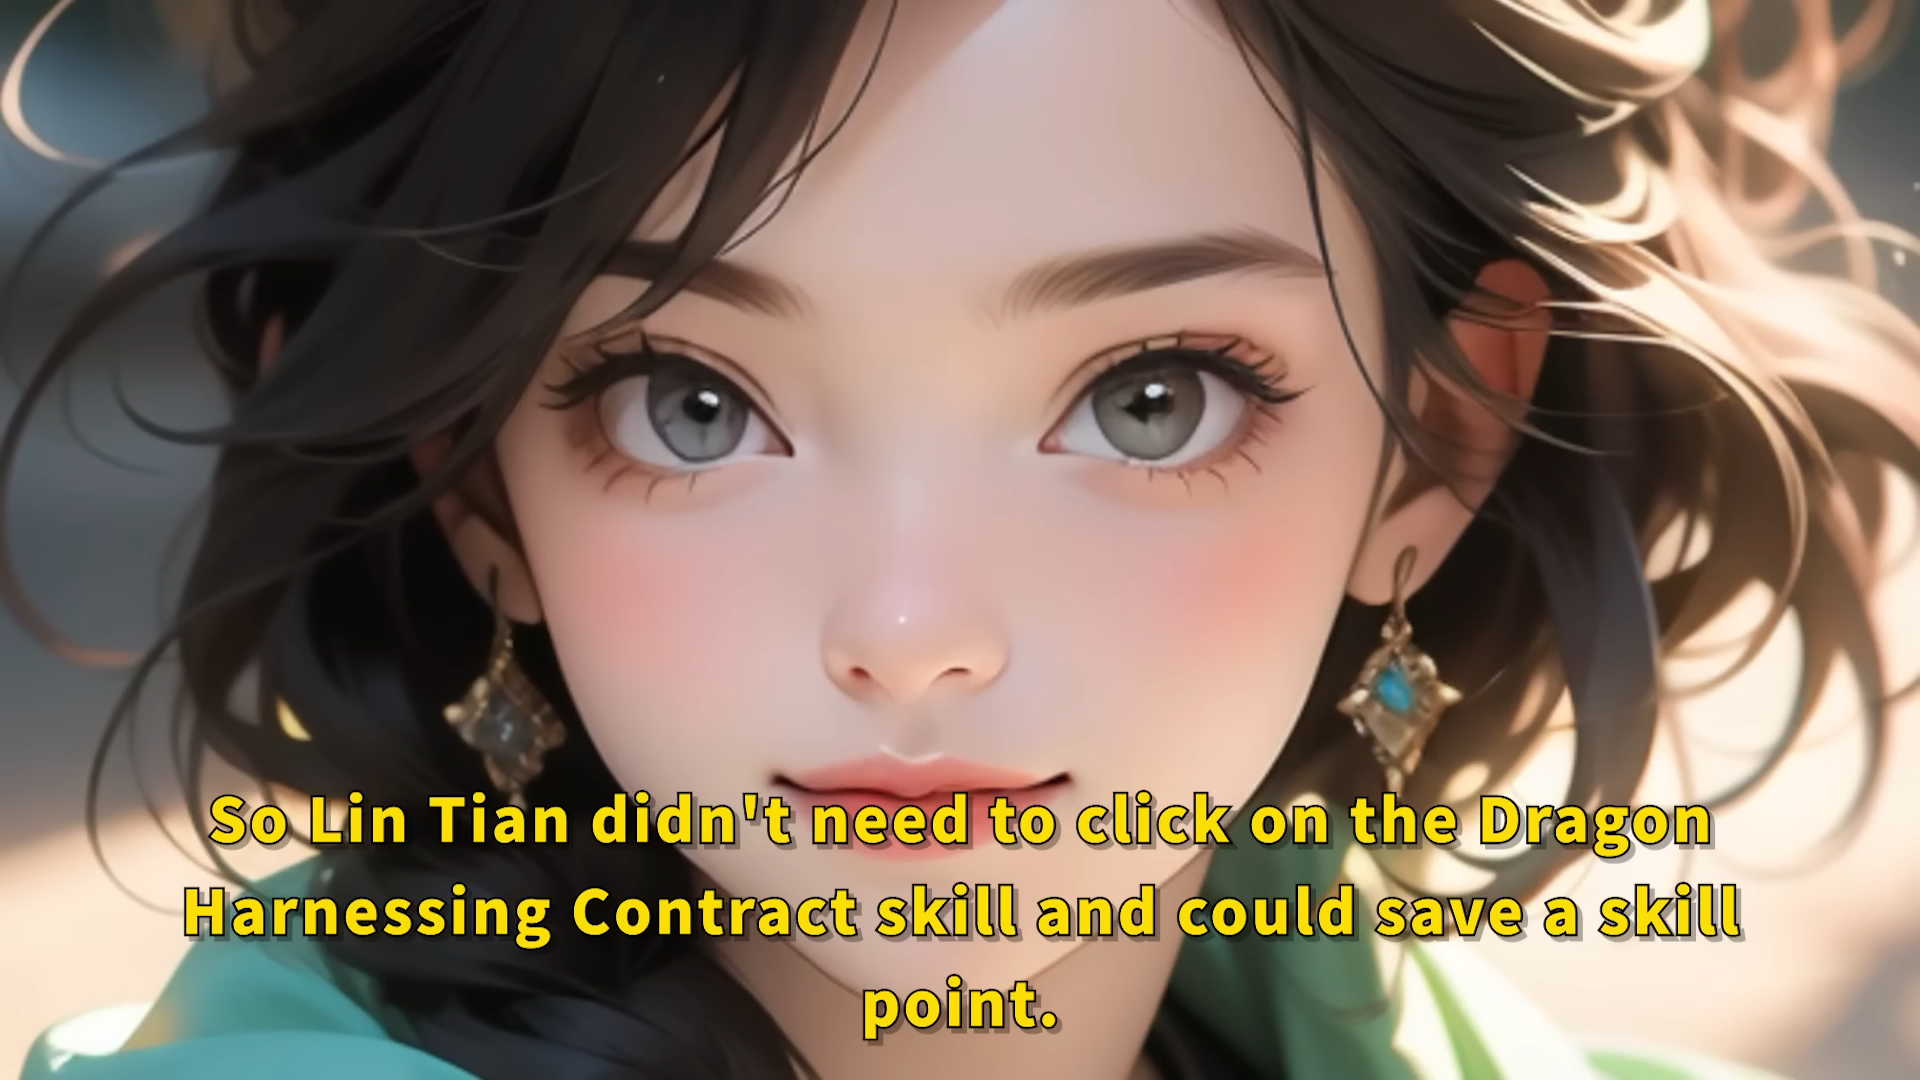 So Lin Tian didn't need to click on the Dragon
Harnessing Contract skill and could save a skill
point.